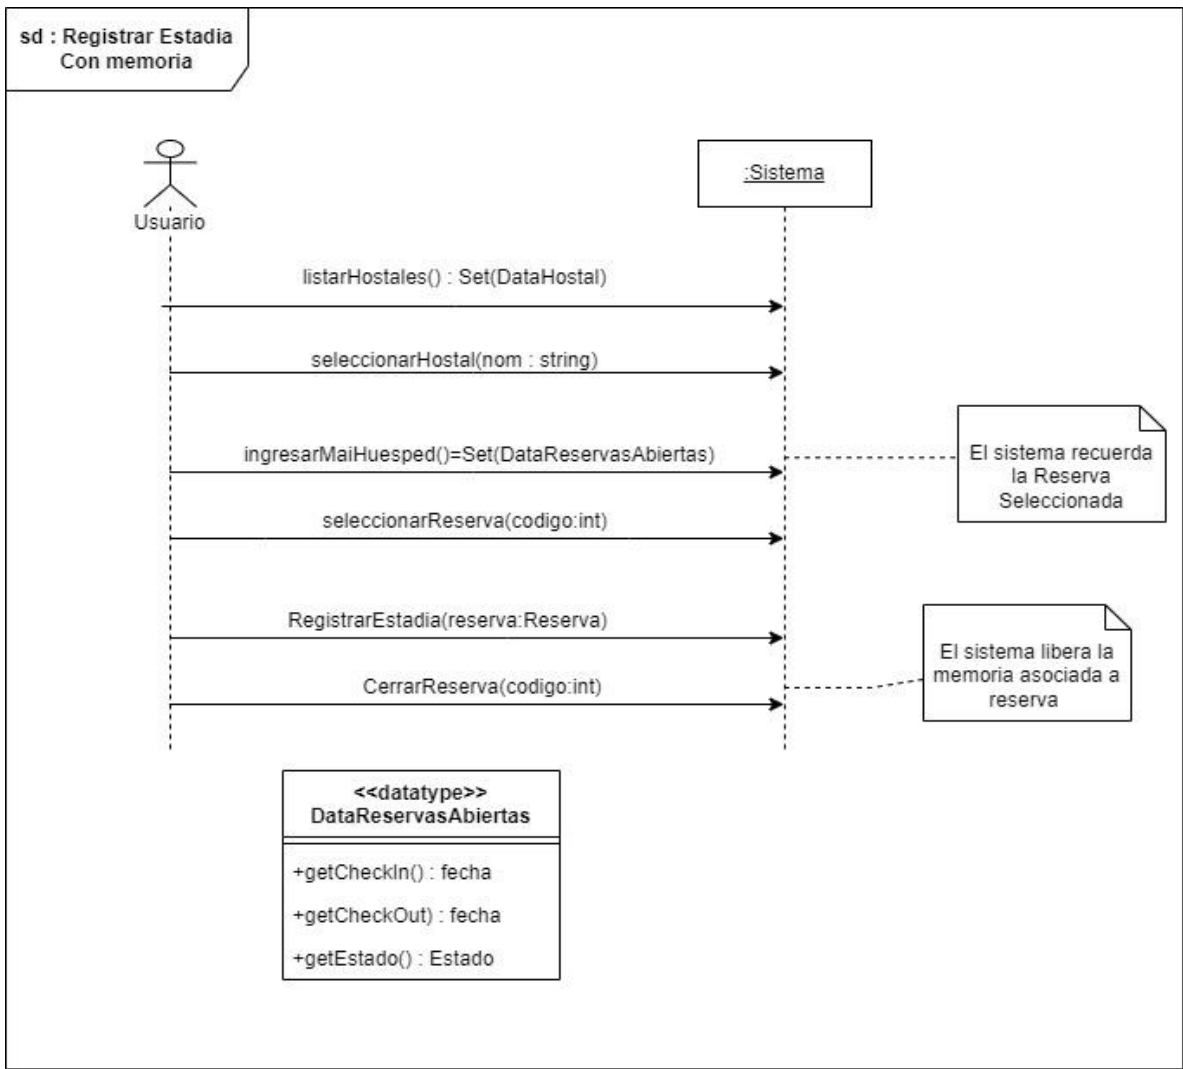 sd : Registrar Estadia
Con memoria
Usuario
:Sistema
listarHostales() : Set(DataHostal)
seleccionarHostal(nom : string)
ingresarMaiHuesped()=Set(DataReservasAbiertas)
El sistema recuerda
la Reserva
Seleccionada
seleccionarReserva(codigo:int)
RegistrarEstadia(reserva:Reserva)
El sistema libera la
memoria asociada a
reserva
CerrarReserva(codigo:int)
<<datatype>>
DataReservasAbiertas
+getCheckIn() : fecha
+getCheckOut) : fecha
+getEstado() : Estado